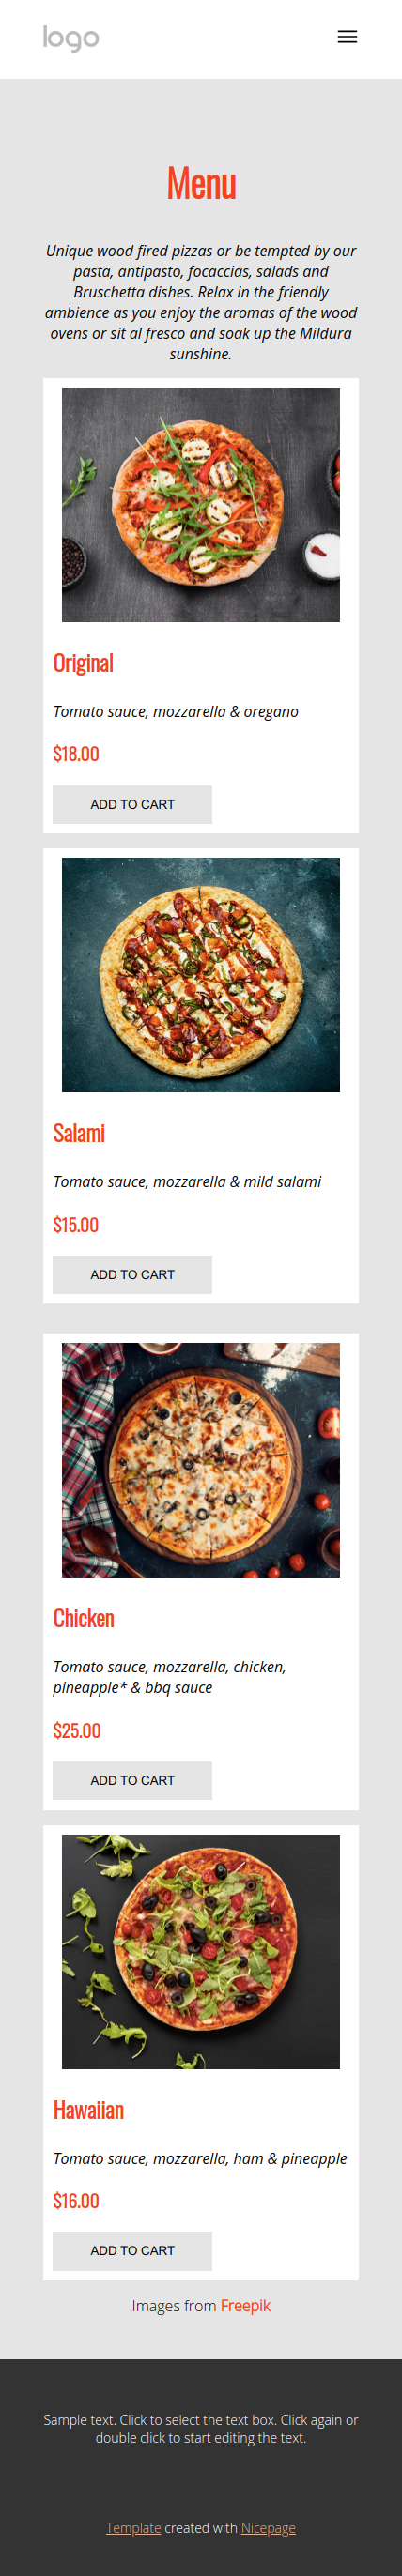 logo
Menu
Unique wood fired pizzas or be tempted by our
pasta, antipasto, focaccias, salads and
Bruschetta dishes. Relax in the friendly
ambience as you enjoy the aromas of the wood
ovens or sit al fresco and soak up the Mildura
sunshine.
Original
Tomato sauce, mozzarella & oregano
$18.00
ADD TO CART
Salami
Tomato sauce, mozzarella & mild salami
$15.00
ADD TO CART
Chicken
Tomato sauce, mozzarella, chicken,
pineapple* & bbq sauce
$25.00
ADD TO CART
Hawaiian
Tomato sauce, mozzarella, ham & pineapple
$16.00
ADD TO CART
Images from Freepik
Sample text. Click to select the text box. Click again or
double click to start editing the text.
Template created with Nicepage